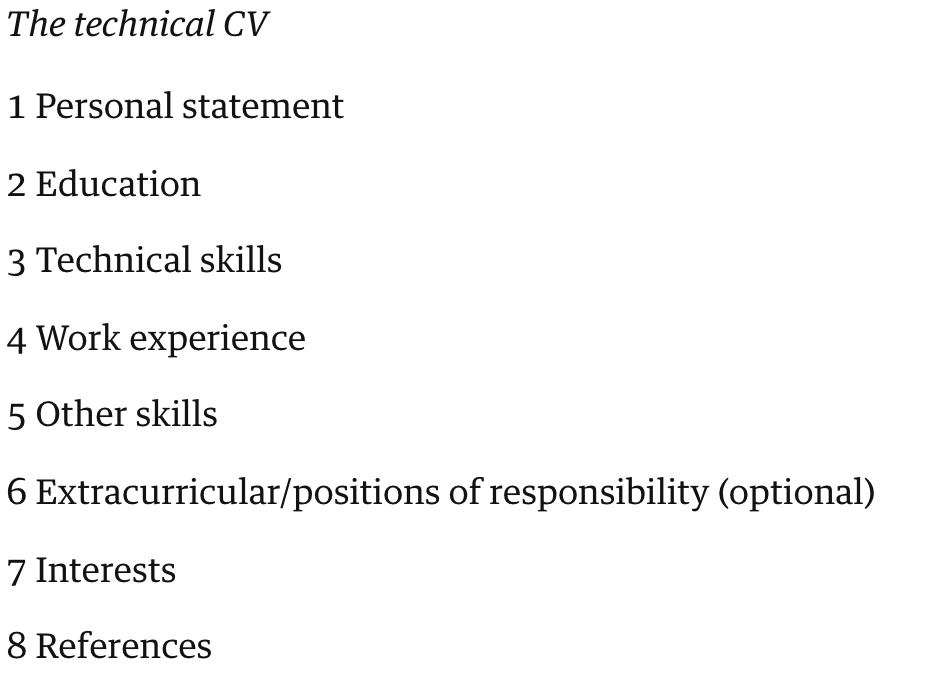 The technical CV
1 Personal statement
2 Education
3 Technical skills
4 Work experience
5 Other skills
6 Extracurricular/positions of responsibility (optional)
7 Interests
8 References